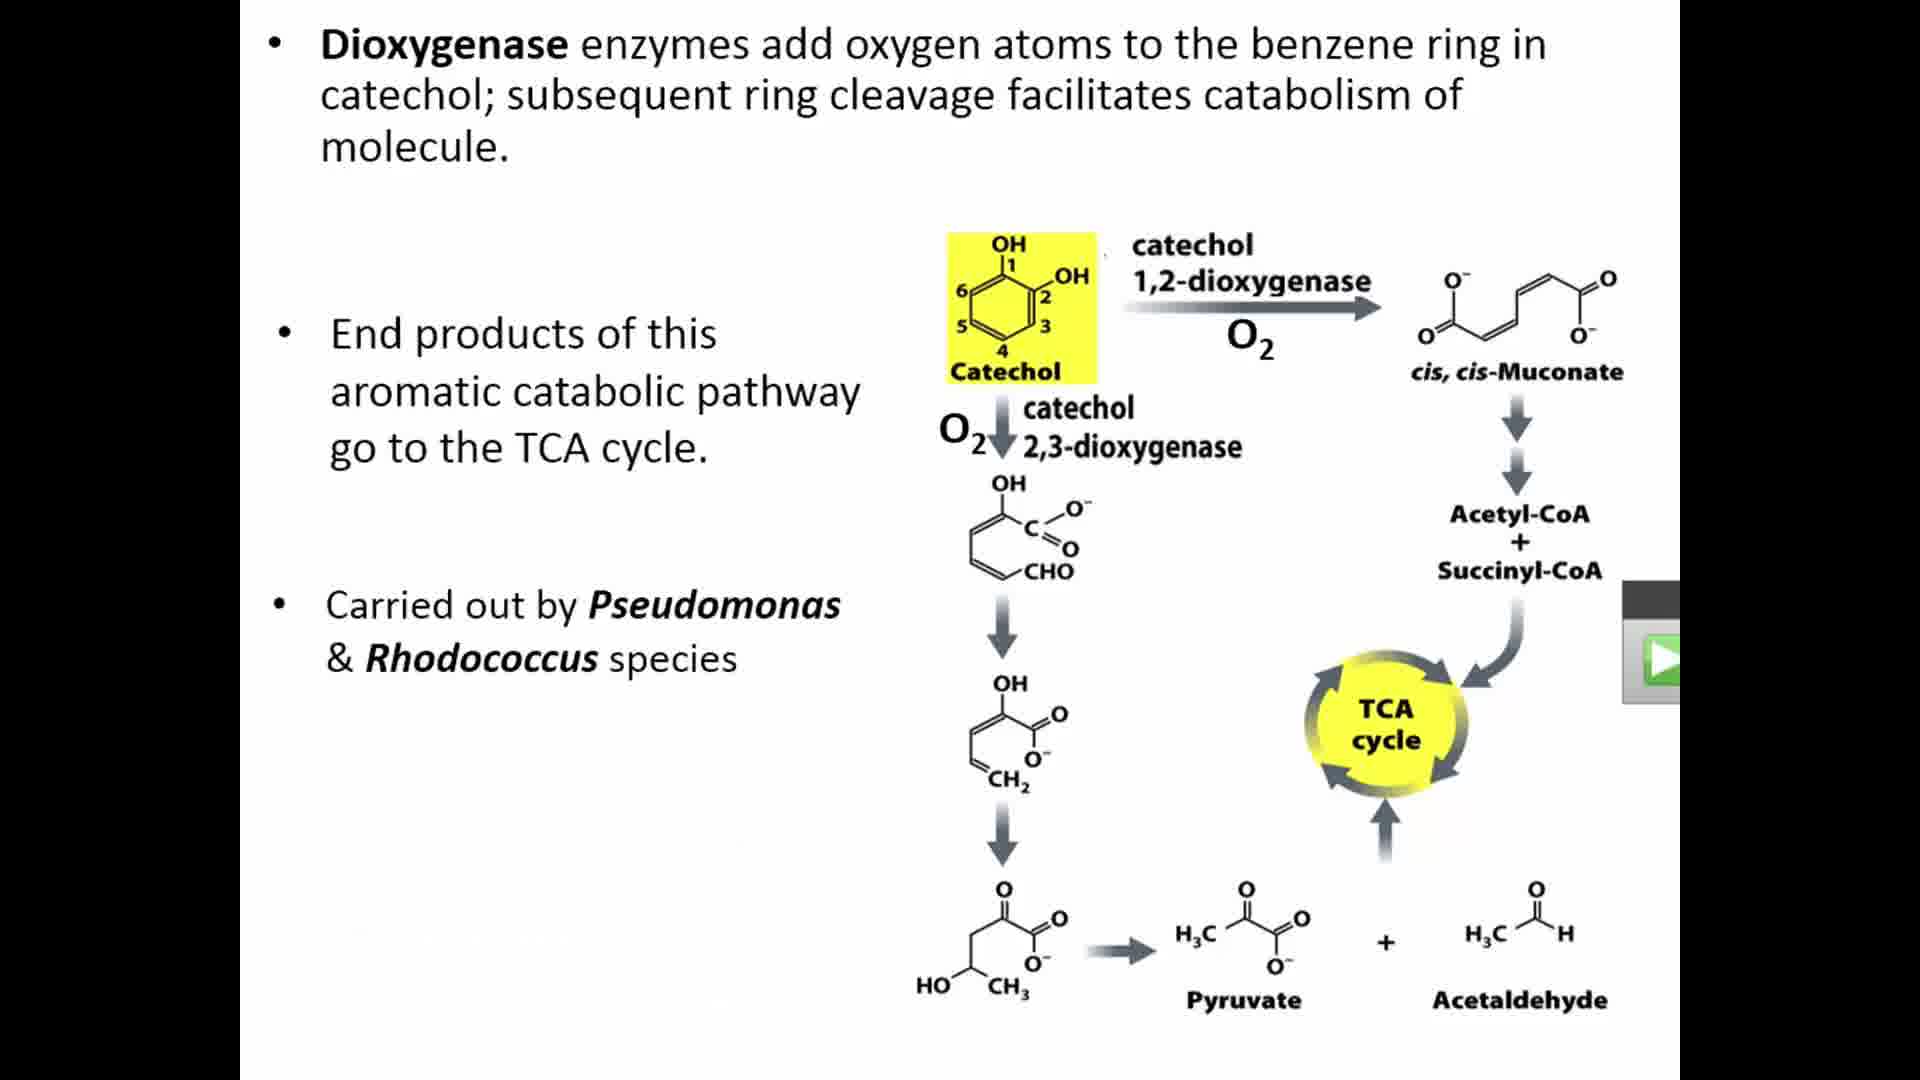 • Dioxygenase enzymes add oxygen atoms to the benzene ring in
catechol; subsequent ring cleavage facilitates catabolism of
molecule.
• End products of this
aromatic catabolic pathway
go to the TCA cycle.
• Carried out by Pseudomonas
& Rhodococcus species
OH
1
OH
6
2
5
3
4
Catechol
catechol
1,2-dioxygenase
O2
O⁻
O
O
O⁻
cis, cis-Muconate
O2
catechol
2,3-dioxygenase
OH
C
O⁻
O
CHO
Acetyl-CoA
+
Succinyl-CoA
TCA
cycle
OH
O
O⁻
CH2
O
O
O⁻
HO
CH3
O
H3C
O
O⁻
Pyruvate
+
O
H3C
H
Acetaldehyde